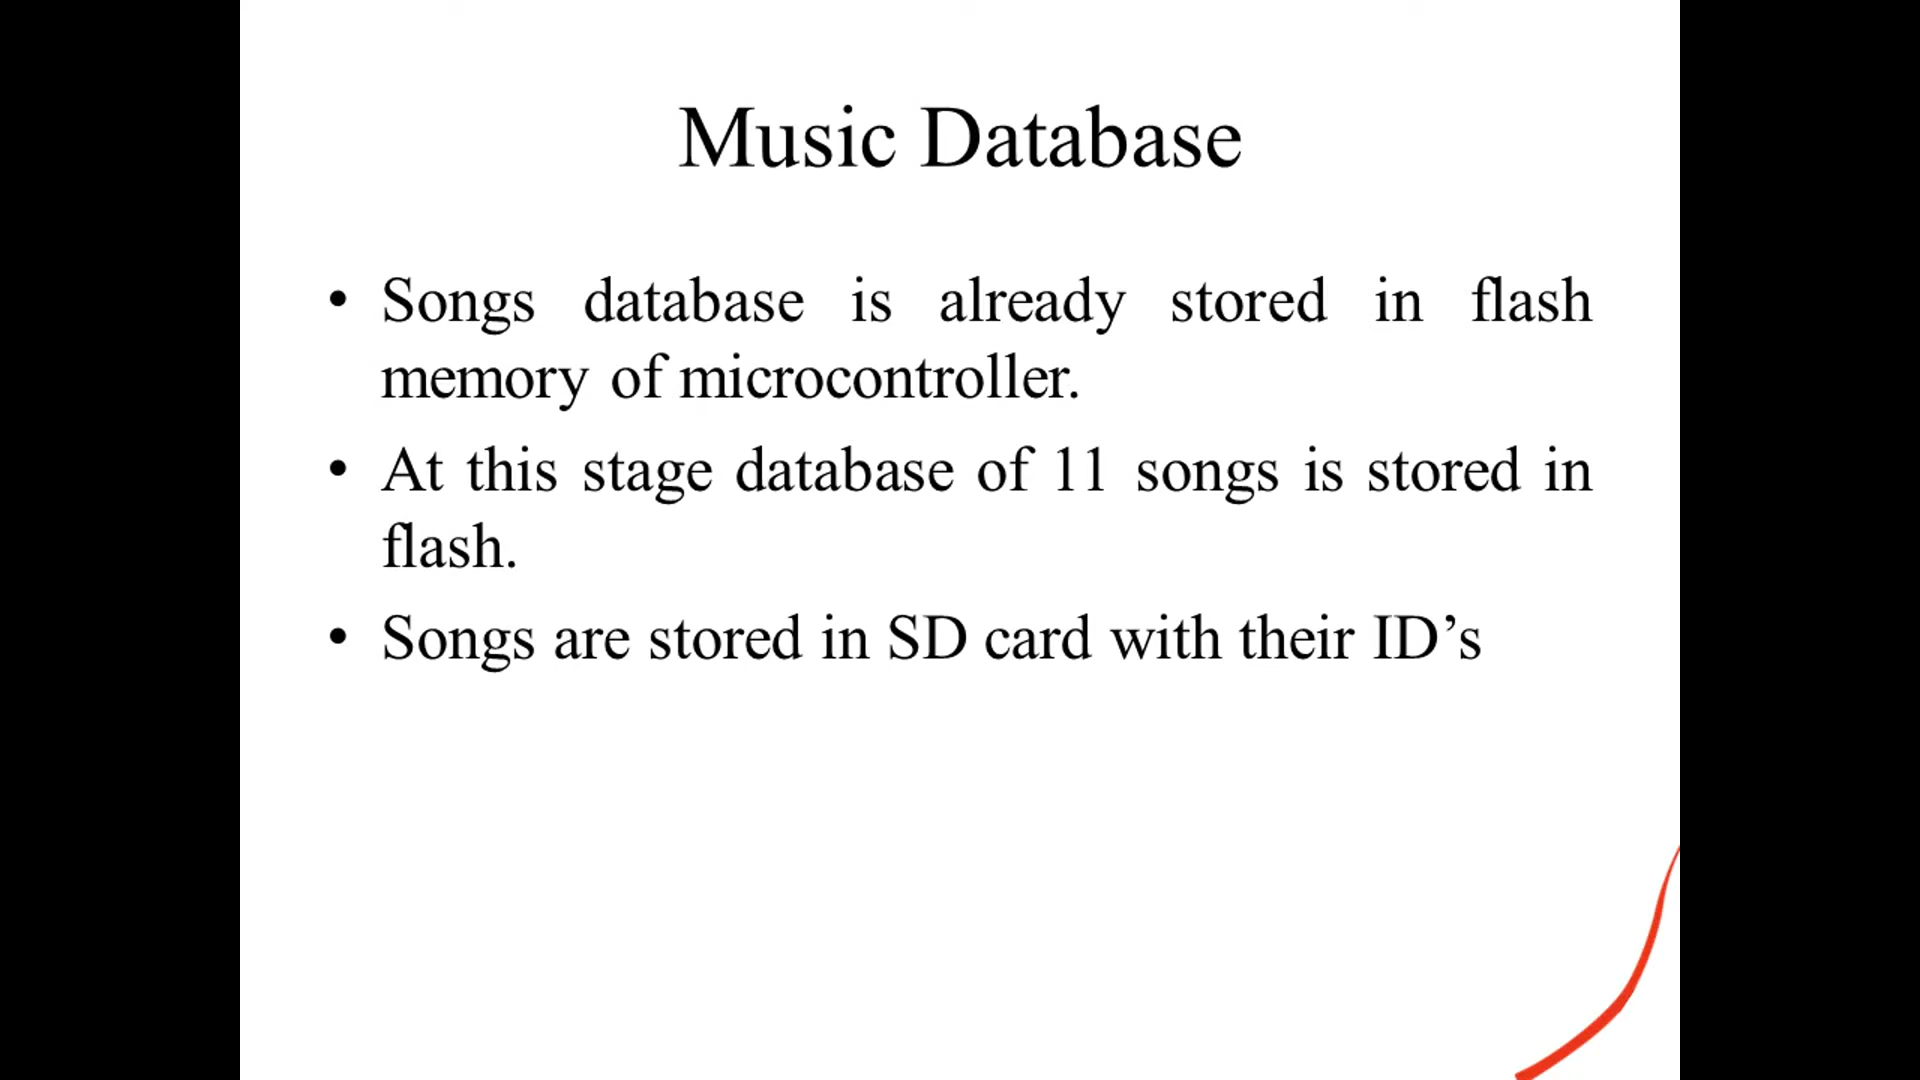 Music Database
• Songs database is already stored in flash
memory of microcontroller.
• At this stage database of 11 songs is stored in
flash.
• Songs are stored in SD card with their ID’s